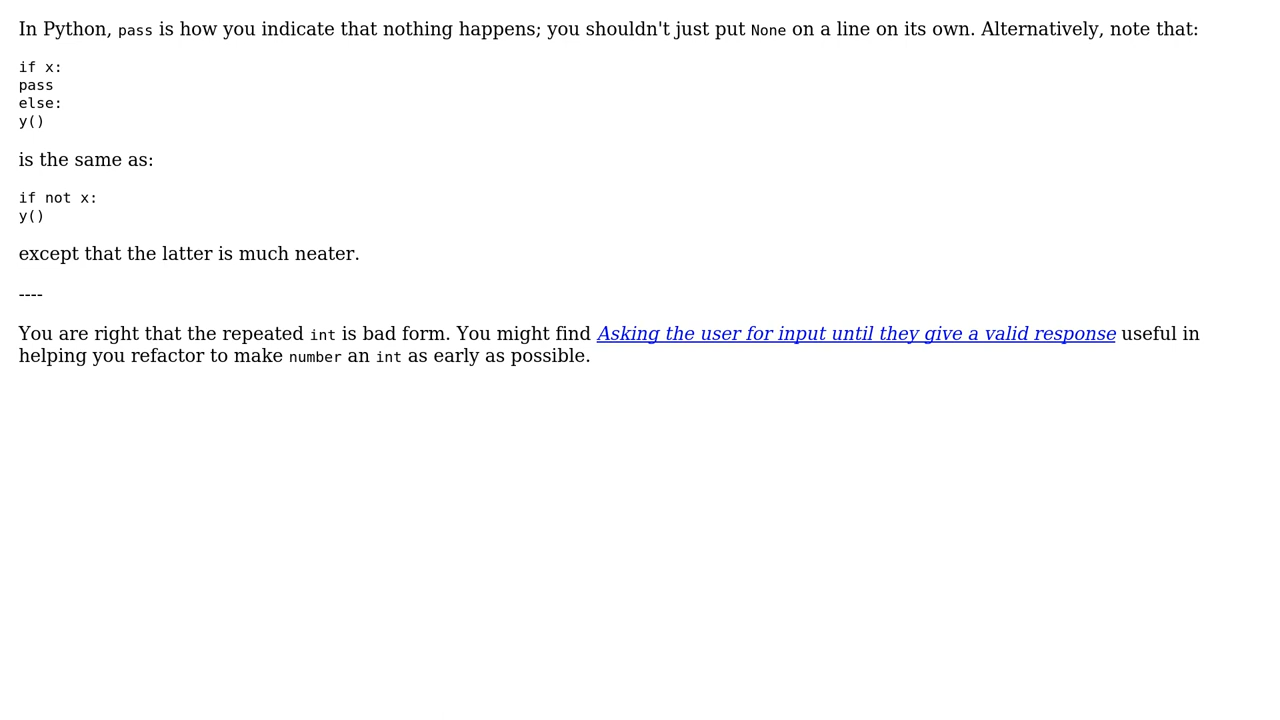 In Python, pass is how you indicate that nothing happens; you shouldn't just put None on a line on its own. Alternatively, note that:
if x:
pass
else:
y()
is the same as:
if not x:
y()
except that the latter is much neater.
----
You are right that the repeated int is bad form. You might find Asking the user for input until they give a valid response useful in
helping you refactor to make number an int as early as possible.